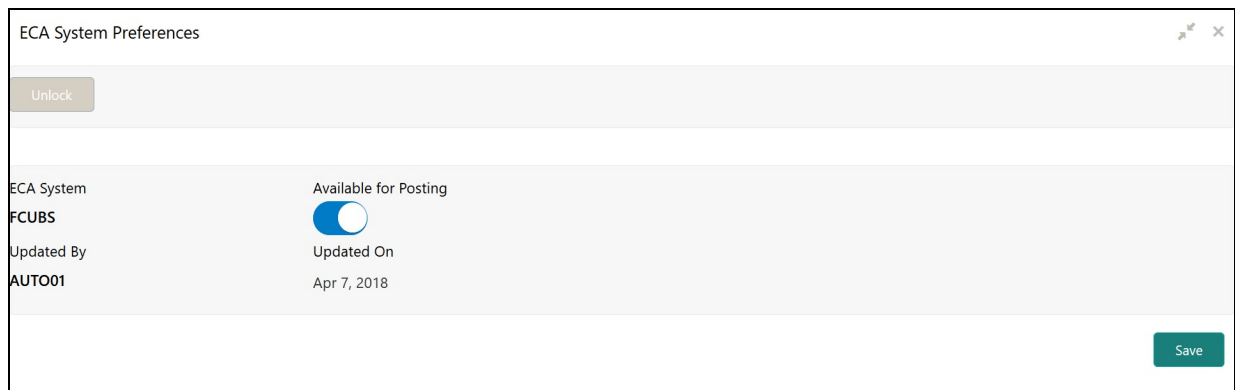 ECA System Preferences
Unlock
ECA System Available for Posting
FCUBS
Updated By Updated On
AUTO01 Apr 7, 2018
Save